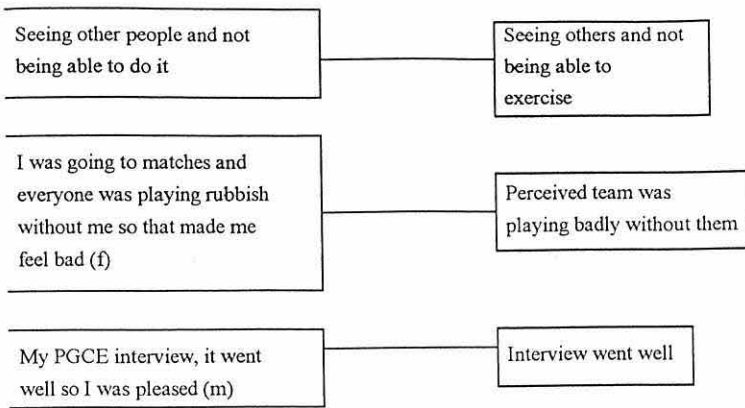 Seeing other people and not
being able to do it
Seeing others and not
being able to
exercise
I was going to matches and
everyone was playing rubbish
without me so that made me
feel bad (f)
Perceived team was
playing badly without them
My PGCE interview, it went
well so I was pleased (m)
Interview went well